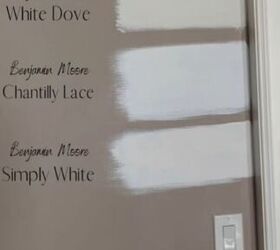 White Dove
Benjamin Moore
Chantilly Lace
Benjamin Moore
Simply White